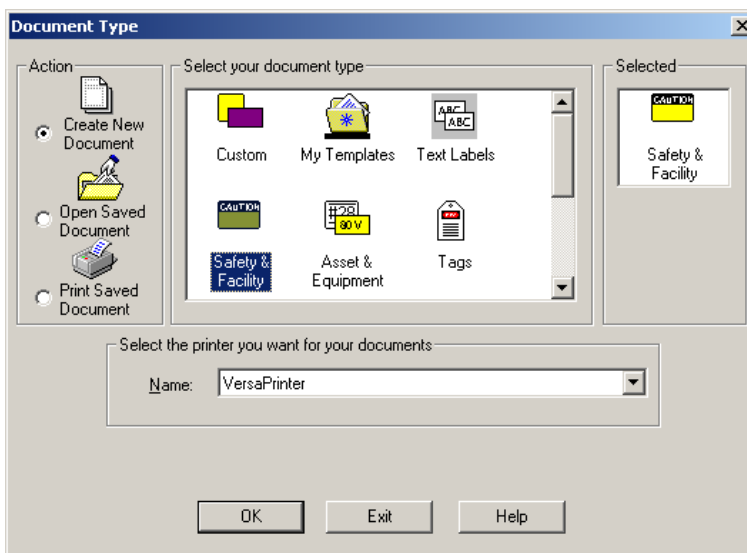 Document Type
Action
Create New
Document
Open Saved
Document
Print Saved
Document
Select your document type
Custom
My Templates
ABC
ABC
Text Labels
CAUTION
Safety &
Facility
#28
80 V
Asset &
Equipment
Tags
Selected
CAUTION
Safety &
Facility
Select the printer you want for your documents
Name: VersaPrinter
OK Exit Help